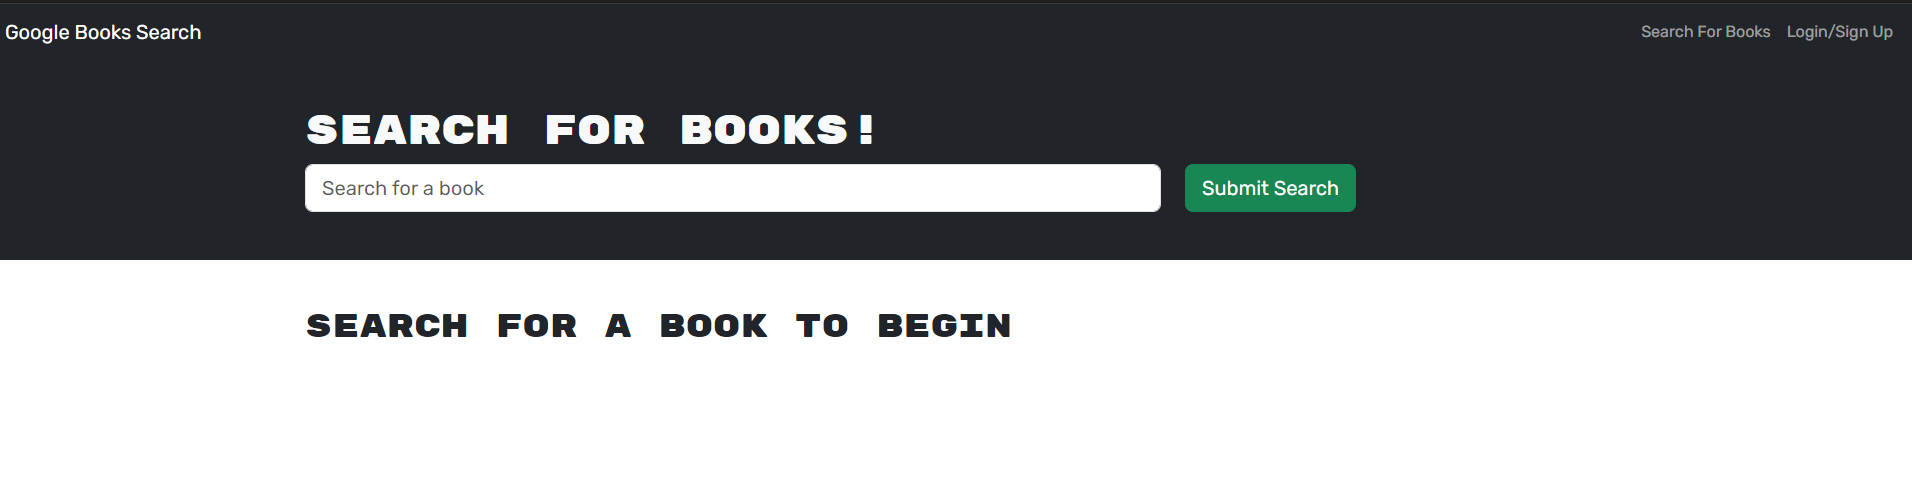 Google Books Search
Search For Books
Login/Sign Up
SEARCH FOR BOOKS!
Search for a book
Submit Search
SEARCH FOR A BOOK TO BEGIN